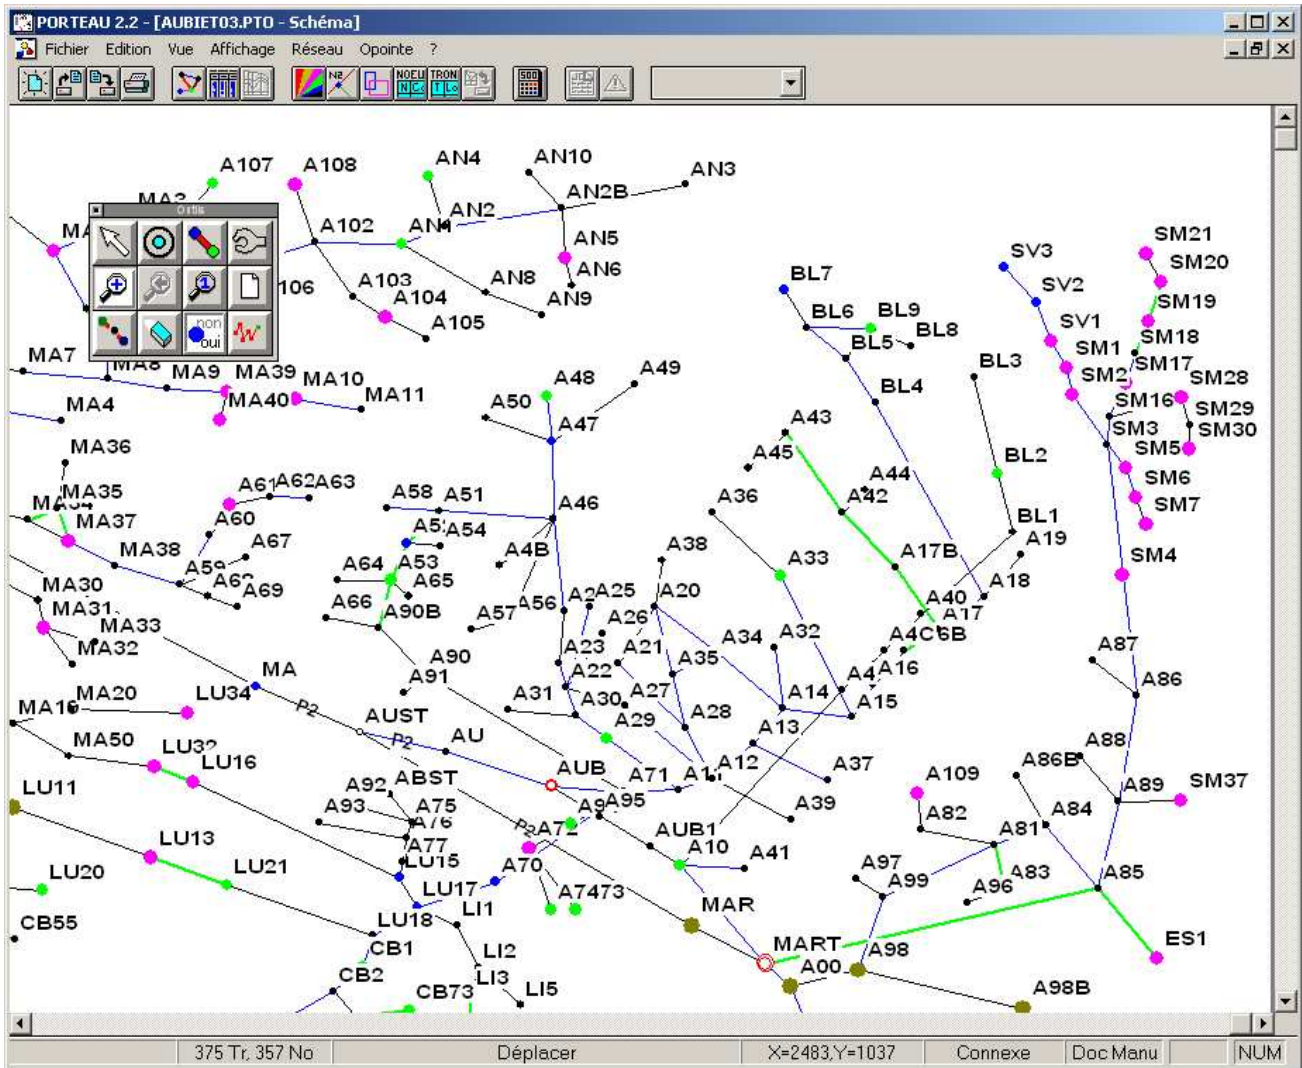 PORTEAU 2.2 - [AUBIET03.PTO - Schéma]
Fichier Edition Vue Affichage Réseau Opointe ?
N2 NOEU N Co TRON T Lo 500
A107 A108 AN4 AN10 AN3
AN2B
AN2
A102
AN5
SM21
SV3
AN6
SM20
BL7
SV2
A103 AN8
106
A104 AN9
BL6 BL9
SM19
A105
BL8
SV1
SM18
BL5
SM1
SM17
MA7 BL3
MA8 MA9 MA39 MA10
A49
SM2
SM28
A48
BL4
MA4 MA40 MA11
A50
SM16 SM29
A47
A43
SM3 SM30
MA36
A45
SM5
BL2
A44
SM6
MA35 A61 A62 A63
A58 A51 A46
A36 A42
SM7
MA37
A60
BL1
A54
A19
A67
A4B A38
A17B
MA38
A64 A53
A33
SM4
A59
A18
MA30 A65
A69
A25 A20
A40
A66 A90B A57 A56
A17
MA31 MA33
A26 A34 A32
MA32
A23 A21
A16
A87
A90
A35
MA A91 A22
A4
A86
MA20 LU34
A31 A30 A27
A14 A15
P2 AUST
A29 A28
A13
MA50 LU32
AU
P2
A88
LU16
AUB A71 A12 A37
A86B
ABST
A89
LU11 A92
A109
SM37
A93 A75 A95 A39
A82 A84
A77
P2 A72
AUB1
A81
LU13 A10
LU15
A41
A97
LU20 LU21
A70
A99 A83
LU17
A96
A85
A7473
MAR
CB55
LU18 LI1
CB1
MART
A98
ES1
LI2
A00
CB2 LI3
CB73 LI5
A98B
375 Tr, 357 No Déplacer X=2483,Y=1037 Connexe Doc Manu NUM
non
oui
1